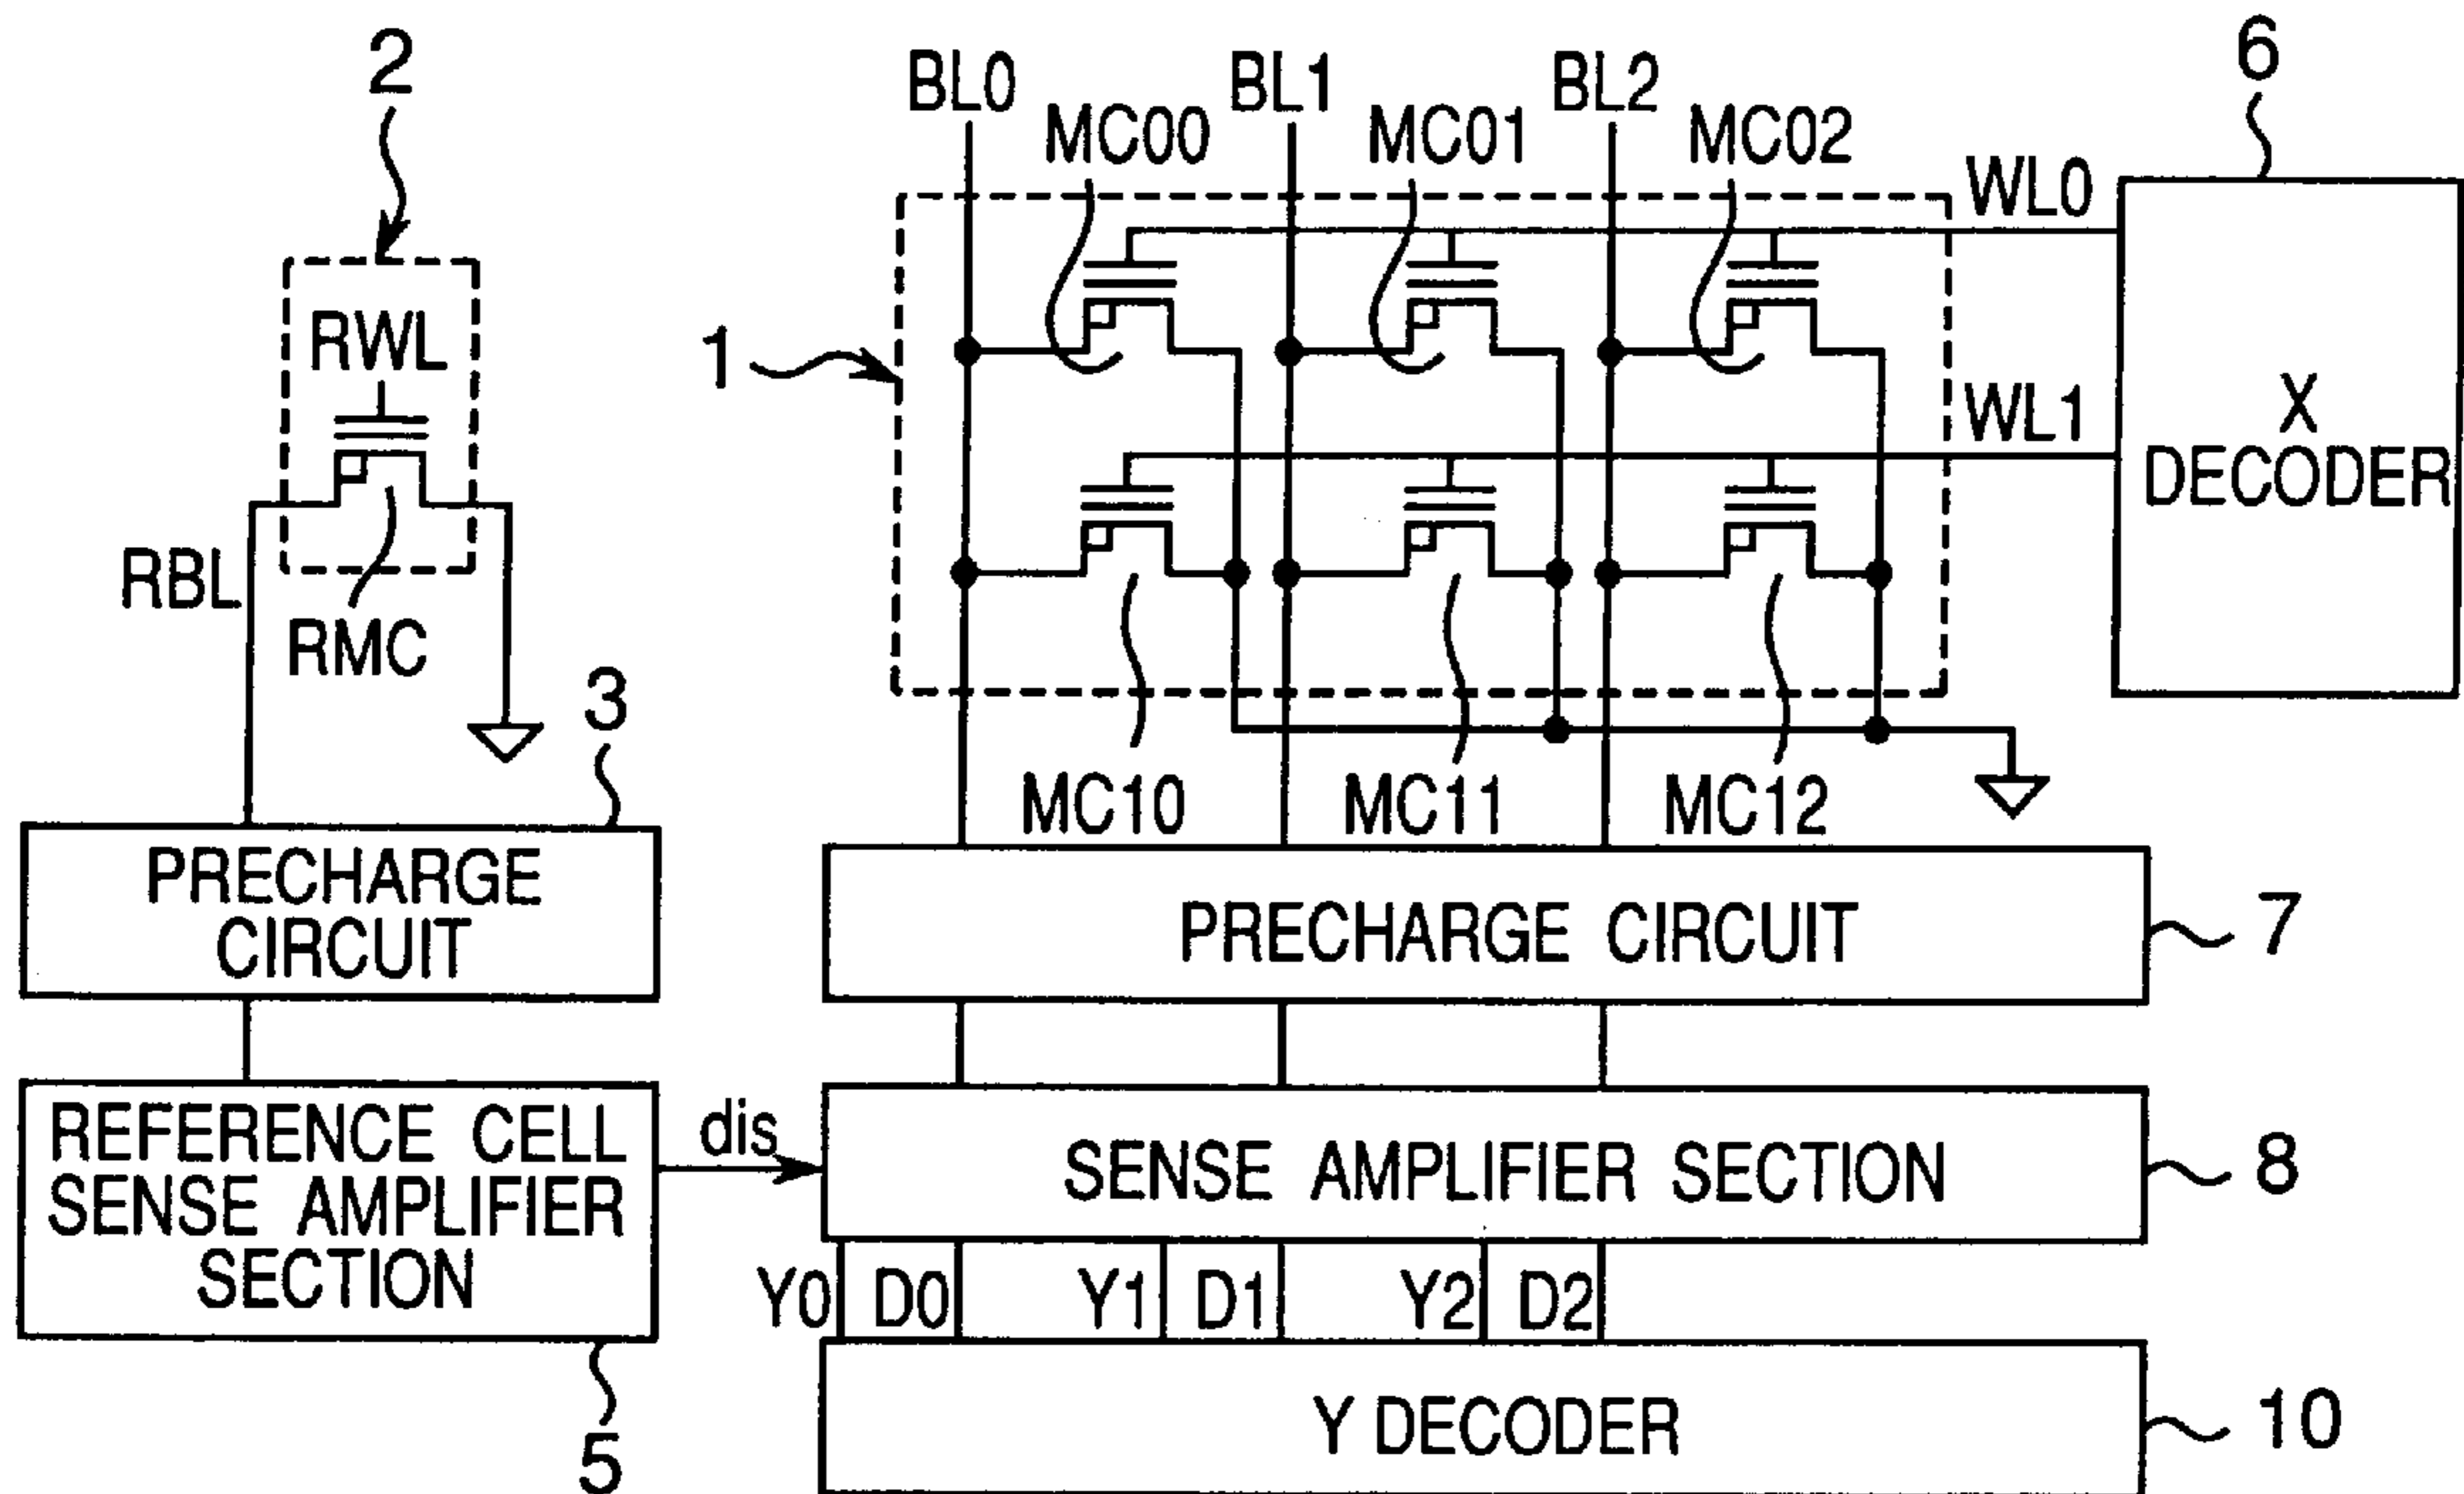 2
BL0
BL1
BL2
6
MC00
MC01
MC02
WL0
RWL
1
X
DECODER
WL1
RBL
RMC
3
MC10
MC11
MC12
PRECHARGE
CIRCUIT
PRECHARGE CIRCUIT
7
REFERENCE CELL
SENSE AMPLIFIER
SECTION
dis
SENSE AMPLIFIER SECTION
8
Y0
D0
Y1
D1
Y2
D2
5
Y DECODER
10